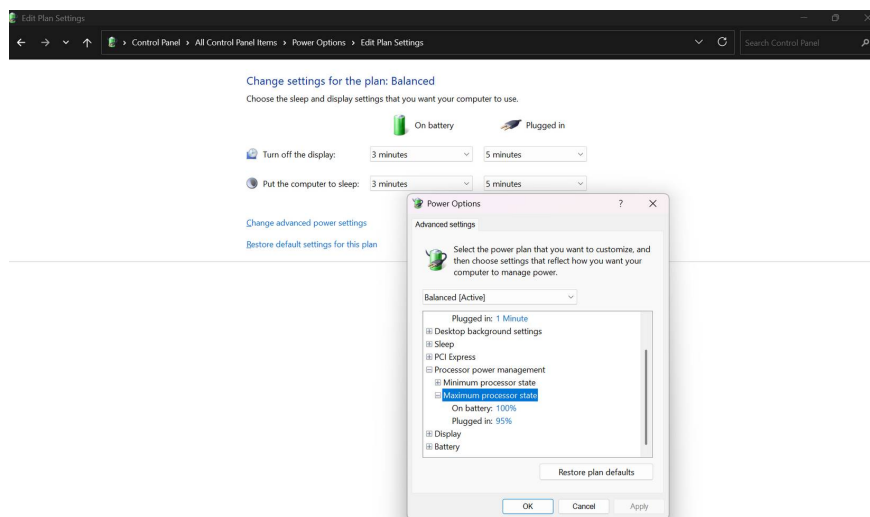 Edit Plan Settings
Control Panel > All Control Panel Items > Power Options > Edit Plan Settings
Search Control Panel
Change settings for the plan: Balanced
Choose the sleep and display settings that you want your computer to use.
On battery Plugged in
Turn off the display: 3 minutes 5 minutes
Put the computer to sleep: 3 minutes 5 minutes
Change advanced power settings
Restore default settings for this plan
Power Options ?
Advanced settings
Select the power plan that you want to customize, and
then choose settings that reflect how you want your
computer to manage power.
Balanced [Active]
Plugged in: 1 Minute
Desktop background settings
Sleep
PCI Express
Processor power management
Minimum processor state
Maximum processor state
On battery: 100%
Plugged in: 95%
Display
Battery
Restore plan defaults
OK Cancel Apply